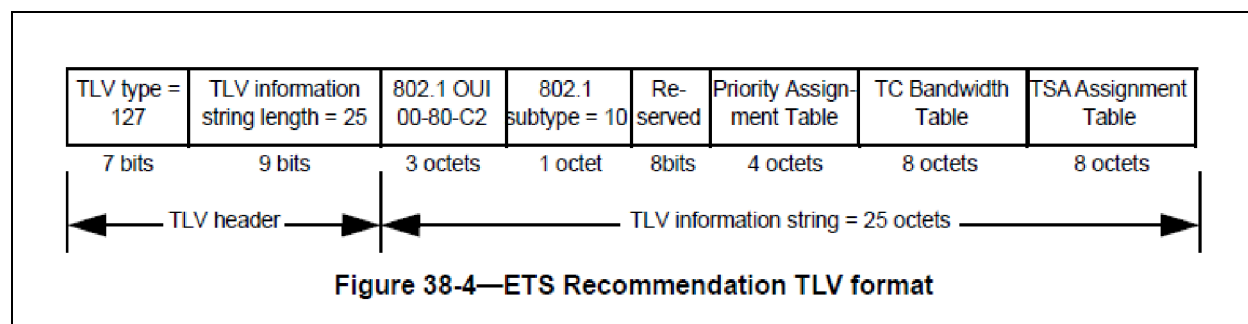 TLV type = TLV information 802.1 OUI 802.1 Re- Priority Assign- TC Bandwidth TSA Assignment
127 string length = 25 00-80-C2 subtype = 10 served ment Table Table Table
7 bits 9 bits 3 octets 1 octet 8bits 4 octets 8 octets 8 octets
TLV header TLV information string = 25 octets
Figure 38-4—ETS Recommendation TLV format